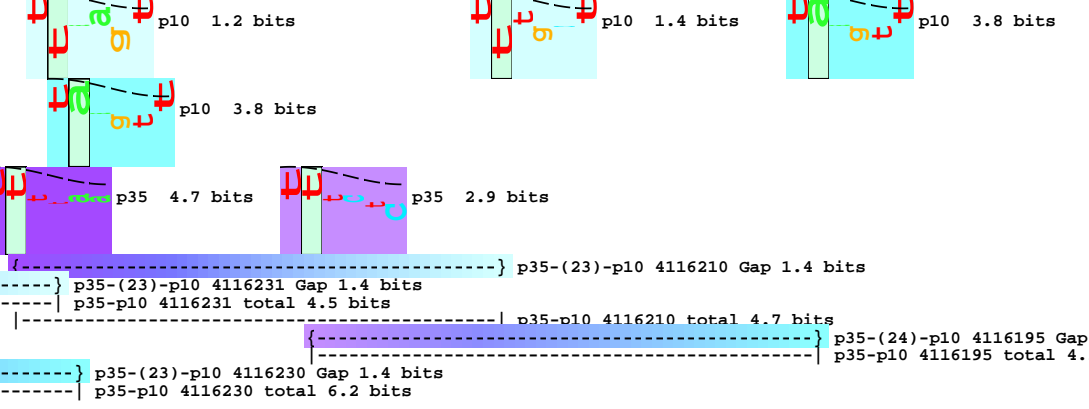 p10 1.2 bits
p10 1.4 bits
p10 3.8 bits
p10 3.8 bits
p35 4.7 bits
p35 2.9 bits
{---------------------------------------------} p35-(23)-p10 4116210 Gap 1.4 bits
-----} p35-(23)-p10 4116231 Gap 1.4 bits
-----| p35-p10 4116231 total 4.5 bits
|---------------------------------------------| p35-p10 4116210 total 4.7 bits
{-----------------------------------------------} p35-(24)-p10 4116195 Gap
|-----------------------------------------------| p35-p10 4116195 total 4.
-------} p35-(23)-p10 4116230 Gap 1.4 bits
-------| p35-p10 4116230 total 6.2 bits